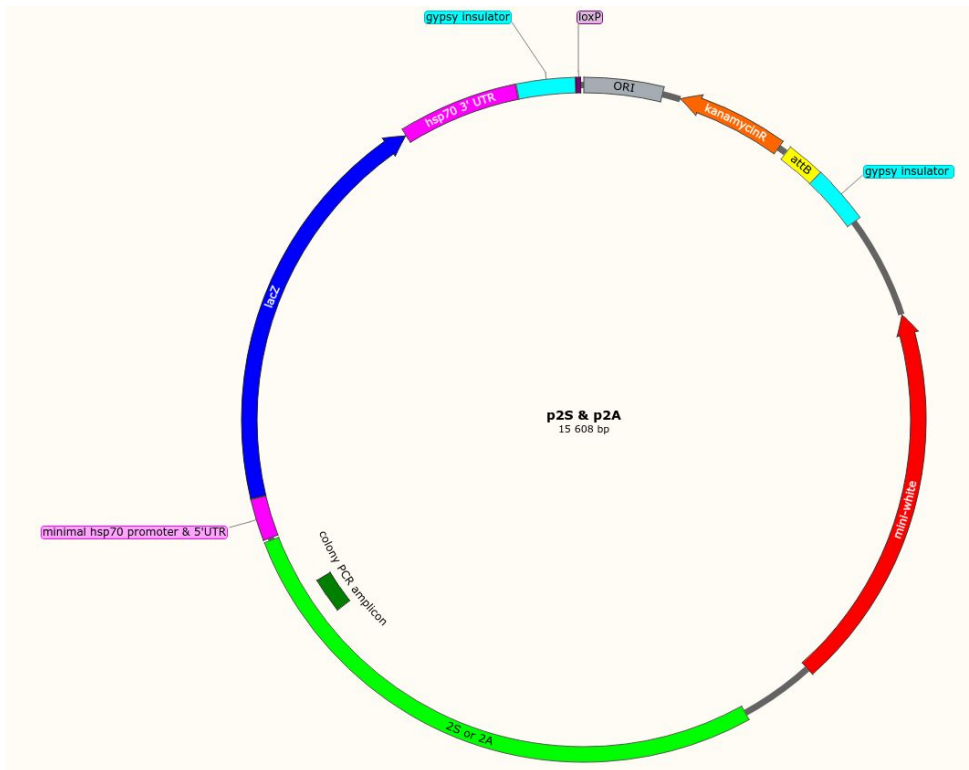 gypsy insulator
loxP
ORI
hsp70 3' UTR
kanamycinR
attB
gypsy insulator
lacZ
p2S & p2A
15 608 bp
mini-white
minimal hsp70 promoter & 5'UTR
colony PCR amplicon
2S or 2A